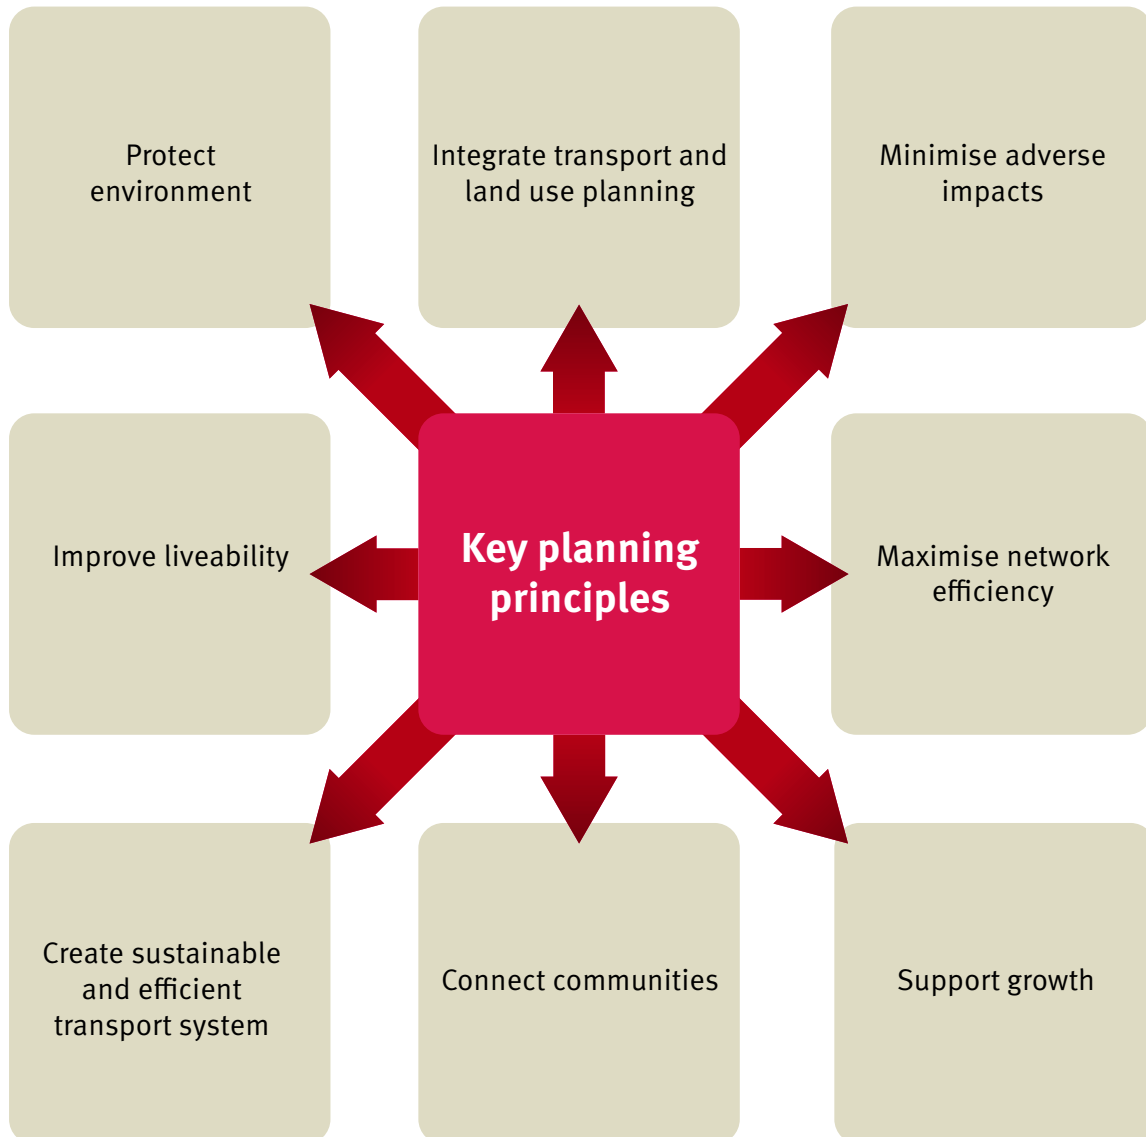 Protect
environment
Integrate transport and
land use planning
Minimise adverse
impacts
Improve liveability
Key planning
principles
Maximise network
efficiency
Create sustainable
and efficient
transport system
Connect communities
Support growth